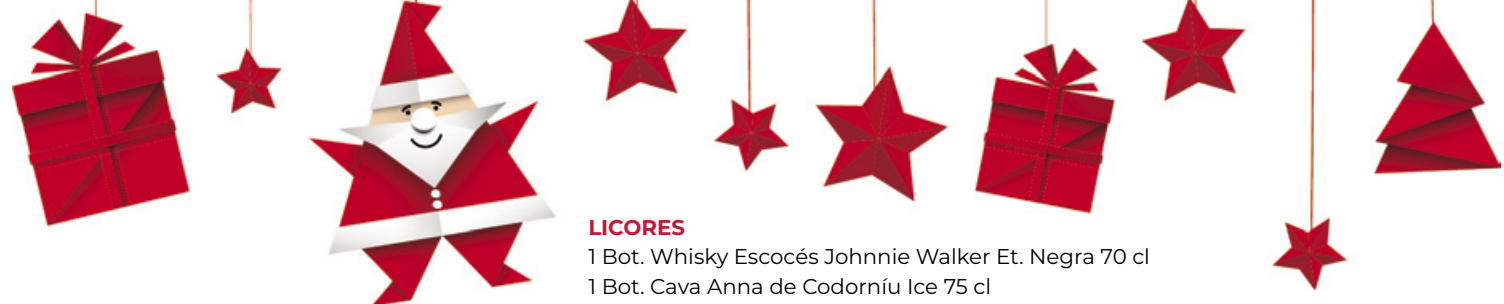 LICORES
1 Bot. Whisky Escocés Johnnie Walker Et. Negra 70 cl
1 Bot. Cava Anna de Codorníu Ice 75 cl